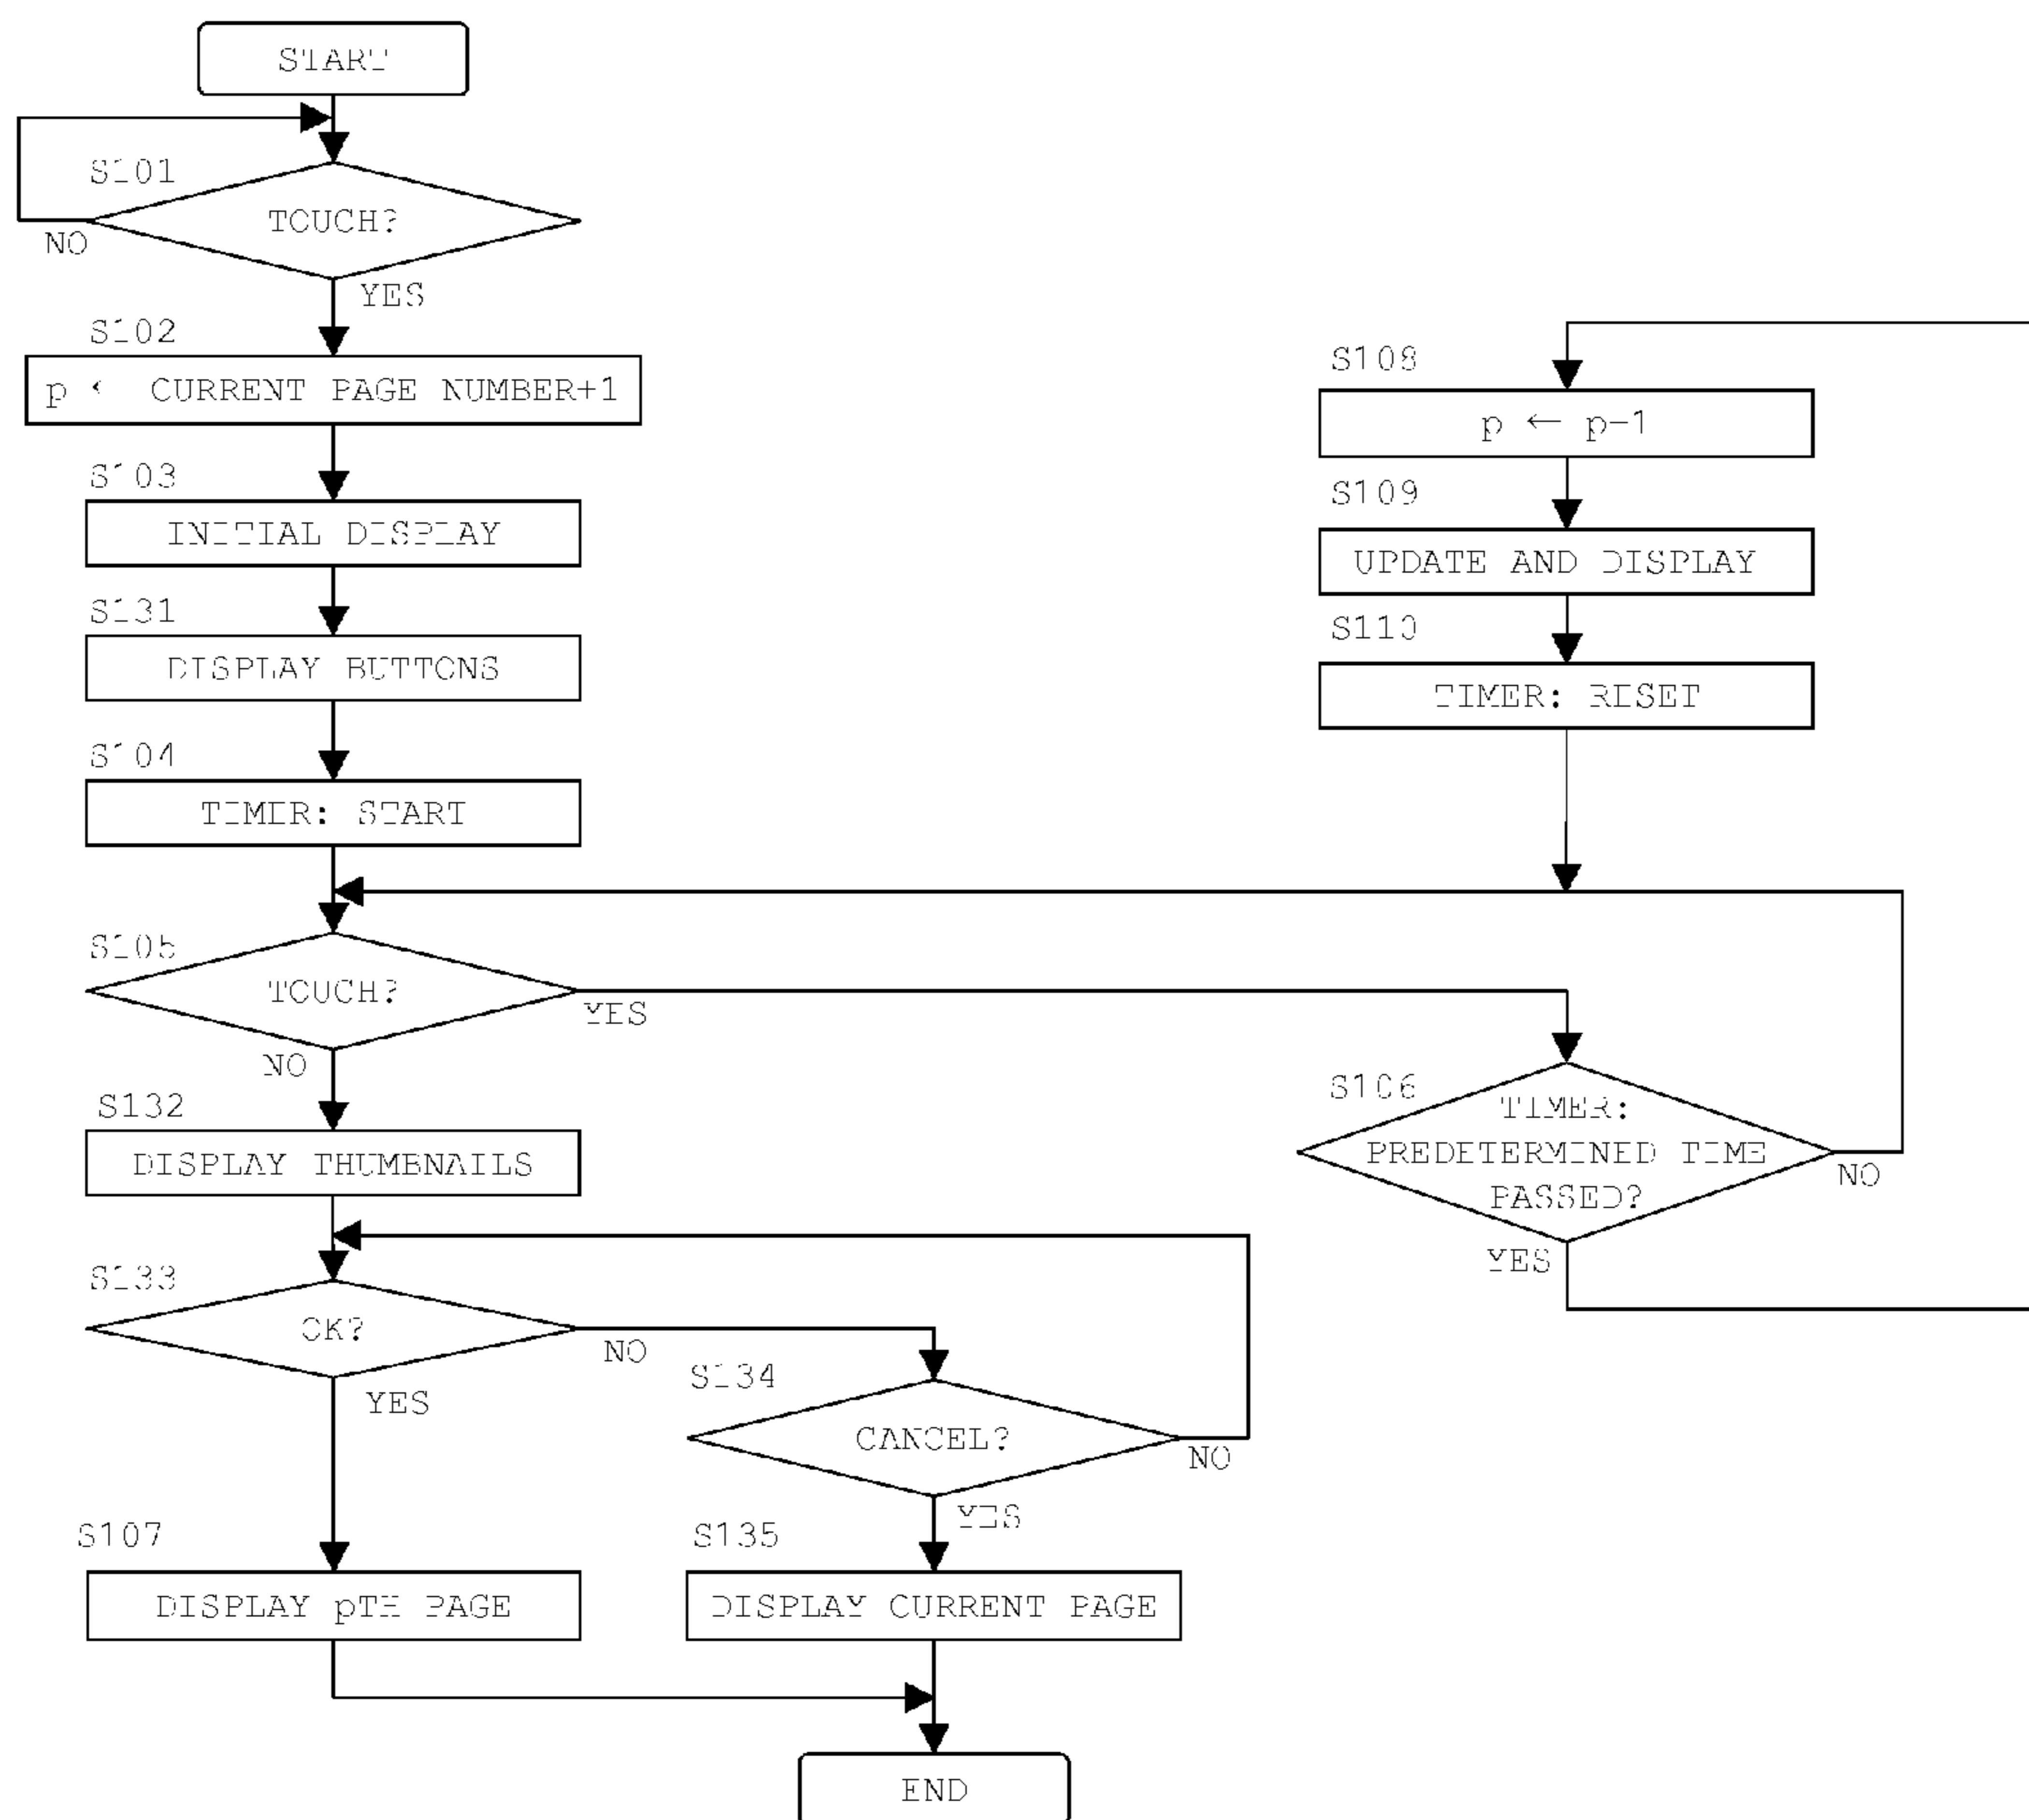 START
S101
TOUCH?
NO
YES
S102
p ← CURRENT PAGE NUMBER+1
S103
INITIAL DISPLAY
S131
DISPLAY BUTTONS
S104
TIMER: START
S105
TOUCH?
YES
NO
S132
DISPLAY THUMBNAILS
S133
OK?
NO
YES
S134
CANCEL?
NO
YES
S107
DISPLAY pTH PAGE
S135
DISPLAY CURRENT PAGE
END
S108
p ← p-1
S109
UPDATE AND DISPLAY
S110
TIMER: RESET
S106
TIMER:
PREDETERMINED TIME
PASSED?
NO
YES